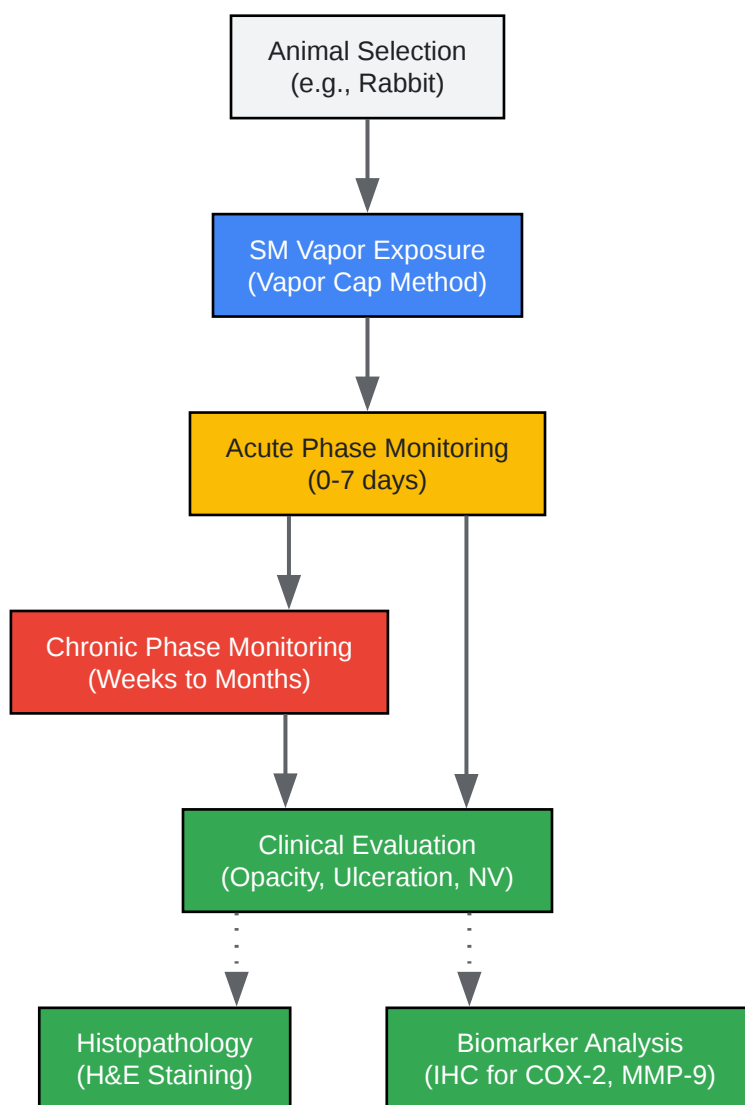 Animal Selection
(e.g., Rabbit)
SM Vapor Exposure
(Vapor Cap Method)
Acute Phase Monitoring
(0-7 days)
Chronic Phase Monitoring
(Weeks to Months)
Clinical Evaluation
(Opacity, Ulceration, NV)
Histopathology
(H&E Staining)
Biomarker Analysis
(IHC for COX-2, MMP-9)